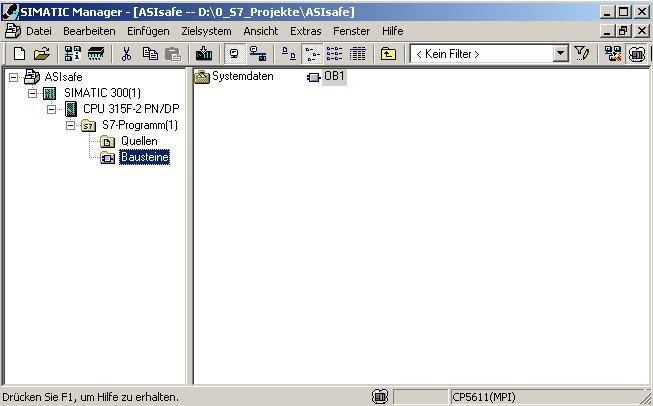 SIMATIC Manager - [ASIsafe -- D:\0_S7_Projekte\ASIsafe]
Datei Bearbeiten Einfügen Zielsystem Ansicht Extras Fenster Hilfe
< Kein Filter >
ASIsafe
SIMATIC 300(1)
CPU 315F-2 PN/DP
S7-Programm(1)
Quellen
Bausteine
Systemdaten OB1
Drücken Sie F1, um Hilfe zu erhalten. CP5611(MPI)